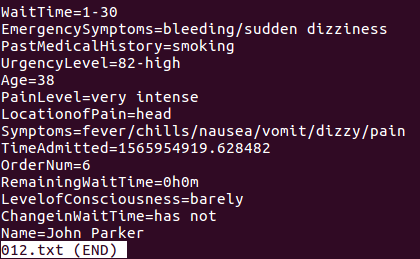 WaitTime=1-30
EmergencySymptoms=bleeding/sudden dizziness
PastMedicalHistory=smoking
UrgencyLevel=82-high
Age=38
PainLevel=very intense
LocationofPain=head
Symptoms=fever/chills/nausea/vomit/dizzy/pain
TimeAdmitted=1565954919.628482
OrderNum=6
RemainingWaitTime=0h0m
LevelofConsciousness=barely
ChangeinWaitTime=has not
Name=John Parker
012.txt (END)